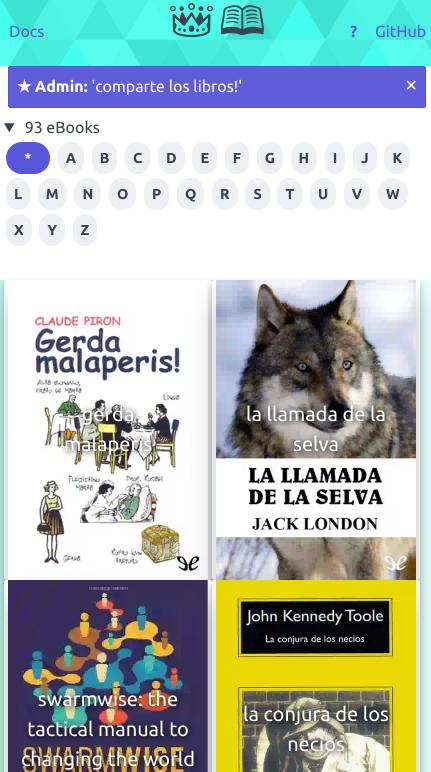 Docs
? GitHub
★ Admin: 'comparte los libros!' ×
▼ 93 eBooks
* A B C D E F G H I J K
L M N O P Q R S T U V W
X Y Z
CLAUDE PIRON
Gerda
malaperis!
Linda
gerda
malaperis
Gerda
la llamada de la
selva
LA LLAMADA
DE LA SELVA
JACK LONDON
swarmwise: the
tactical manual to
changing the world
SWARMWISE
John Kennedy Toole
La conjura de los necios
la conjura de los
necios